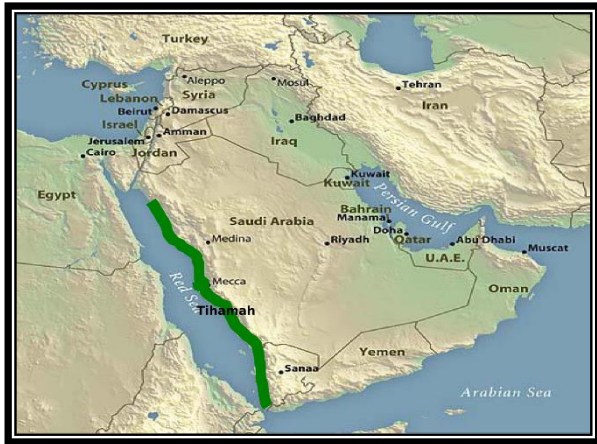 Turkey
Cyprus
Aleppo
Mosul
Tehran
Lebanon
Syria
Iran
Beirut
Damascus
Israel
Baghdad
Jerusalem
Amman
Iraq
Cairo
Jordan
Kuwait
Kuwait
Egypt
Persian Gulf
Bahrain
Saudi Arabia
Manama
Doha
Medina
Riyadh
Qatar
Abu Dhabi
Muscat
U.A.E.
Red Sea
Mecca
Oman
Tihamah
Yemen
Sanaa
Arabian Sea